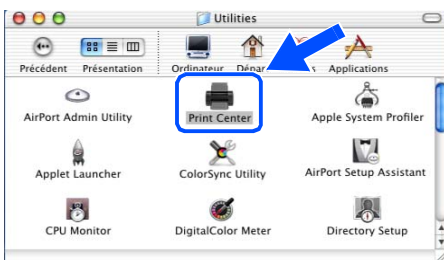 Utilities
Précédent Présentation Ordinateur Applications
AirPort Admin Utility Print Center Apple System Profiler
Applet Launcher ColorSync Utility AirPort Setup Assistant
CPU Monitor DigitalColor Meter Directory Setup